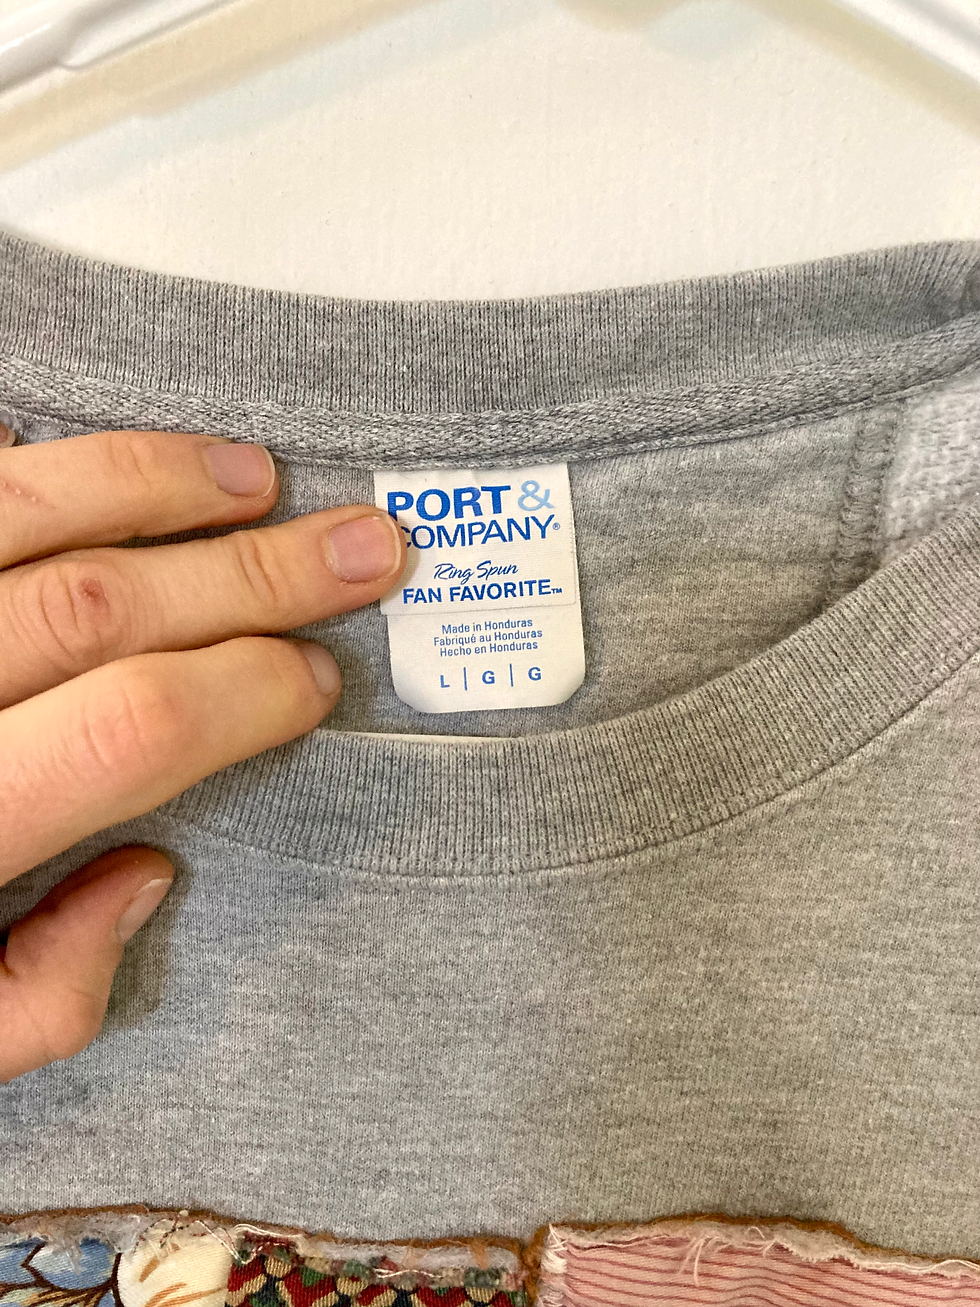 PORT &
COMPANY®
Ring Spun
FAN FAVORITE™
Made in Honduras
Fabriqué au Honduras
Hecho en Honduras
L | G | G